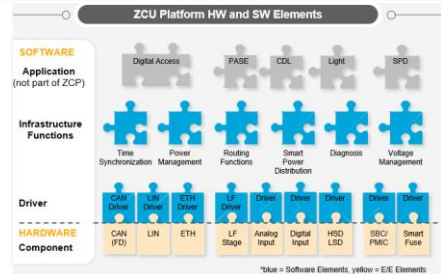 ZCU Platform HW and SW Elements
SOFTWARE
Application
(not part of ZCP)
Digital Access
PASE
CDL
Light
SPD
Infrastructure
Functions
Time
Synchronization
Power
Management
Routing
Functions
Smart
Power
Distribution
Diagnosis
Voltage
Management
Driver
CAN
Driver
LIN
Driver
ETH
Driver
LF
Driver
Driver
Driver
Driver
Driver
Driver
HARDWARE
Component
CAN
(FD)
LIN
ETH
LF
Stage
Analog
Input
Digital
Input
HSD
LSD
SBC/
PMIC
Smart
Fuse
*blue = Software Elements, yellow = E/E Elements